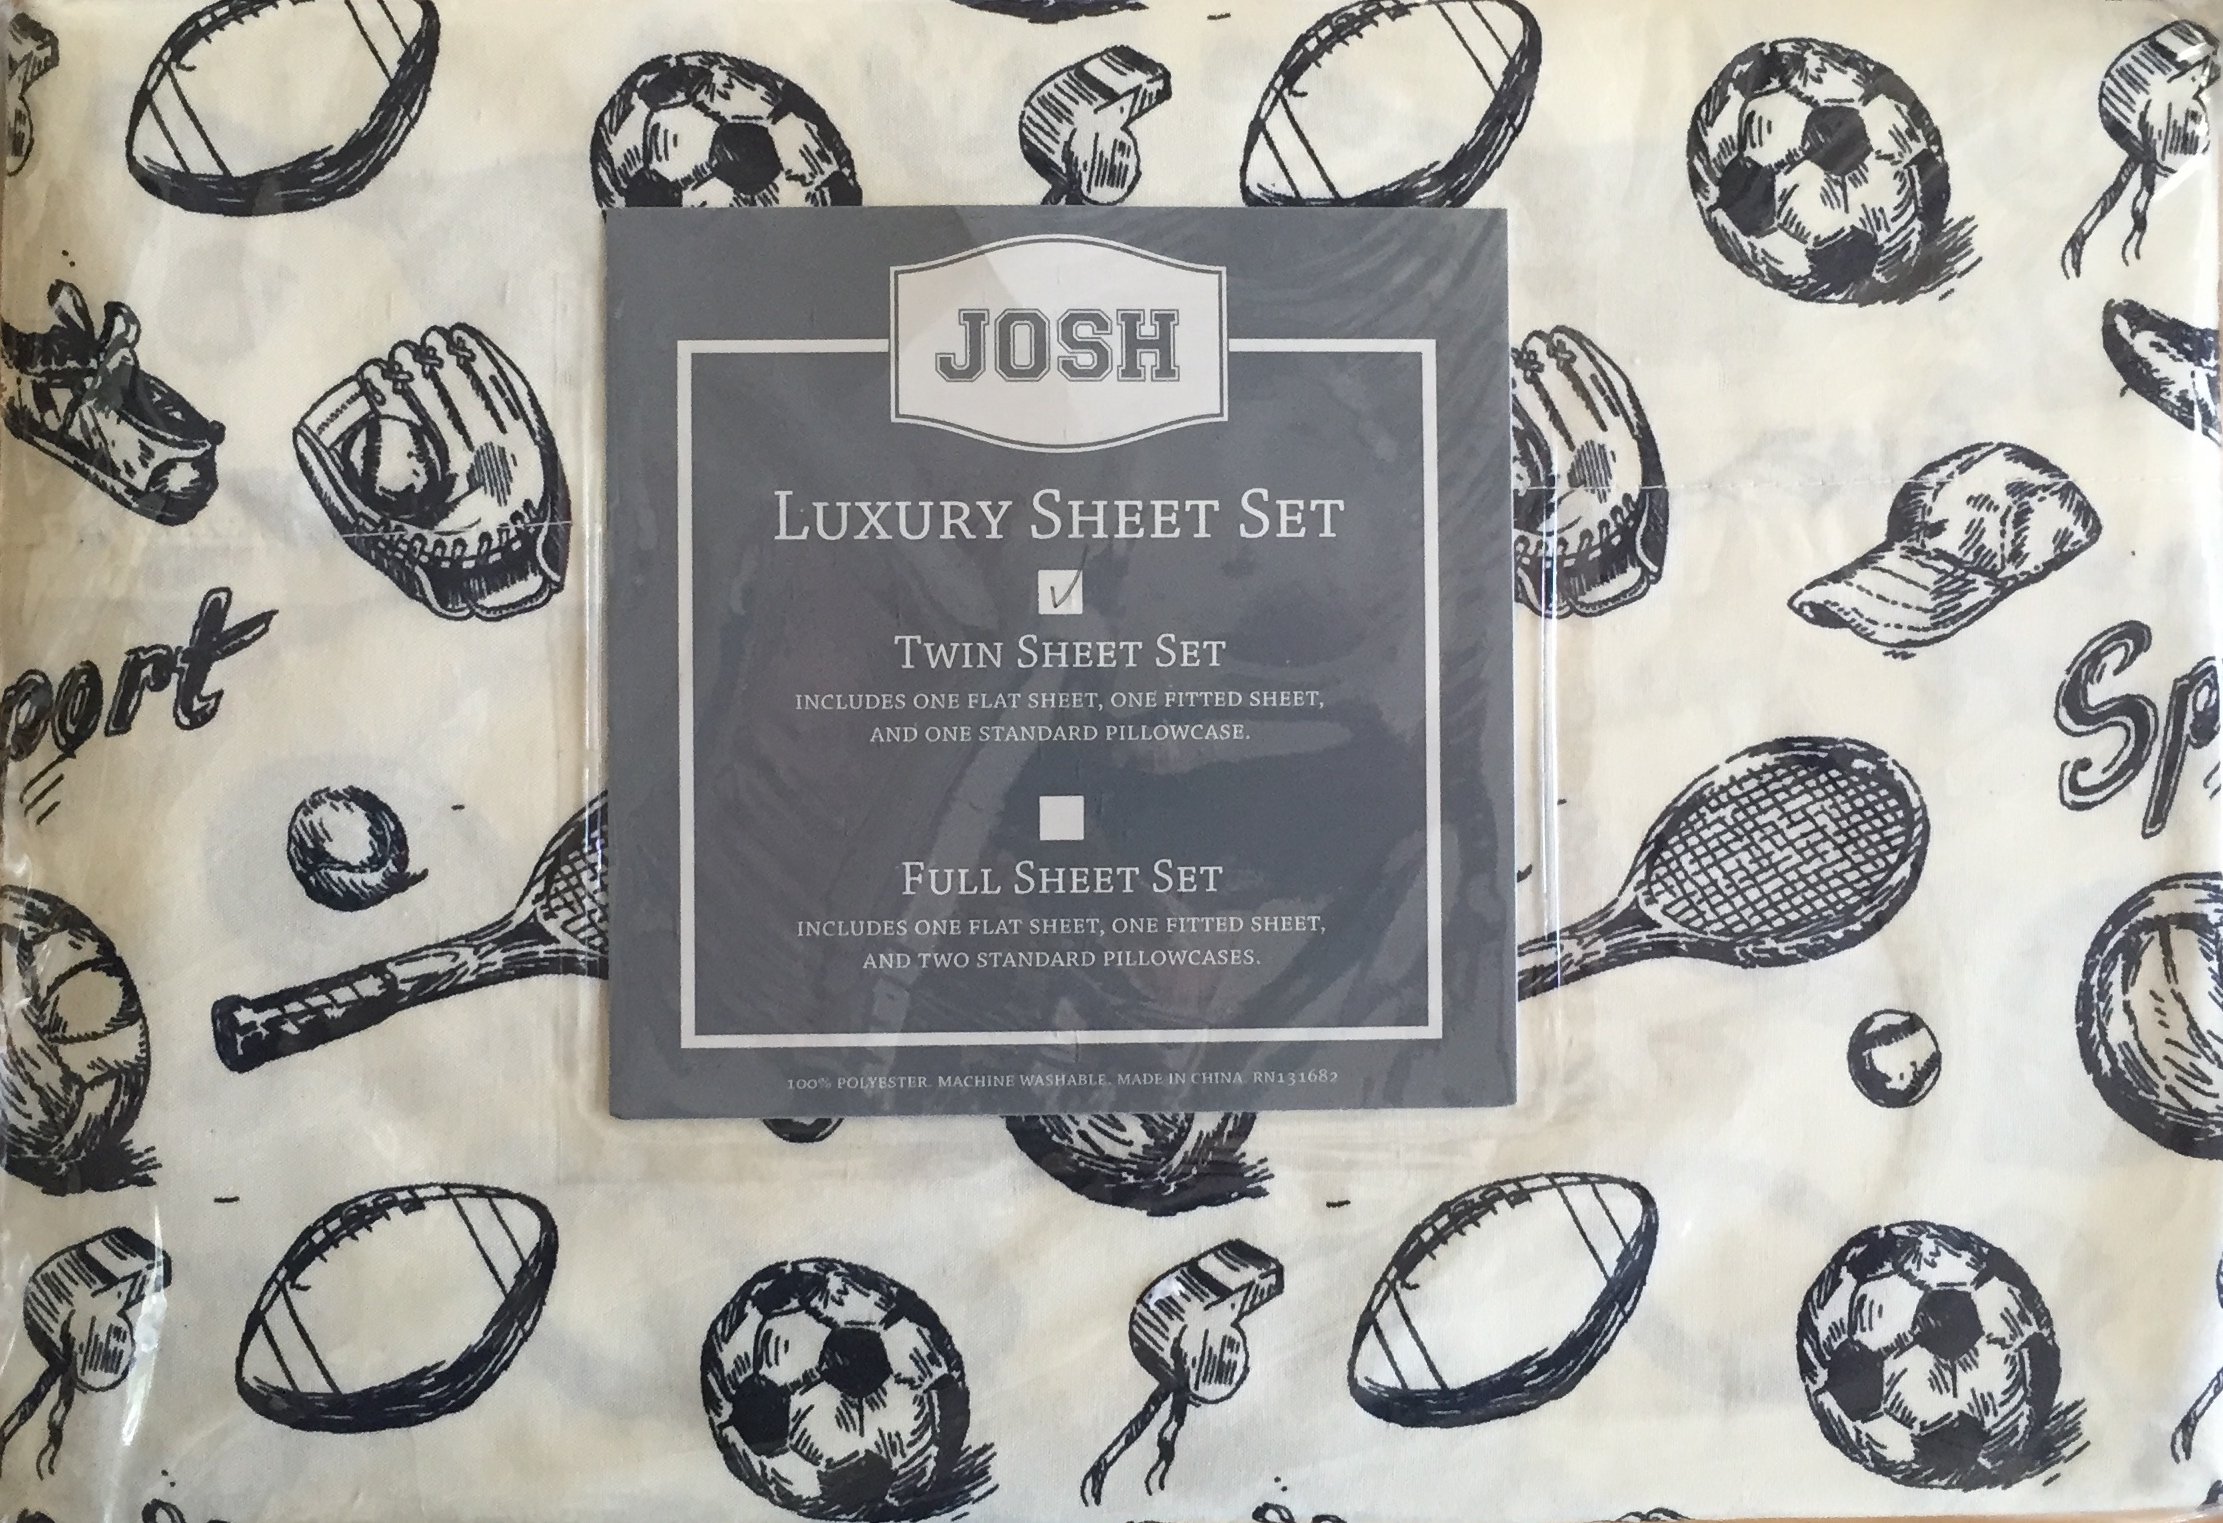 JOSH
LUXURY SHEET SET
TWIN SHEET SET
INCLUDES ONE FLAT SHEET, ONE FITTED SHEET,
AND ONE STANDARD PILLOWCASE.
FULL SHEET SET
INCLUDES ONE FLAT SHEET, ONE FITTED SHEET,
AND TWO STANDARD PILLOWCASES.
100% POLYESTER. MACHINE WASHABLE. MADE IN CHINA. RN131682
port
Sp